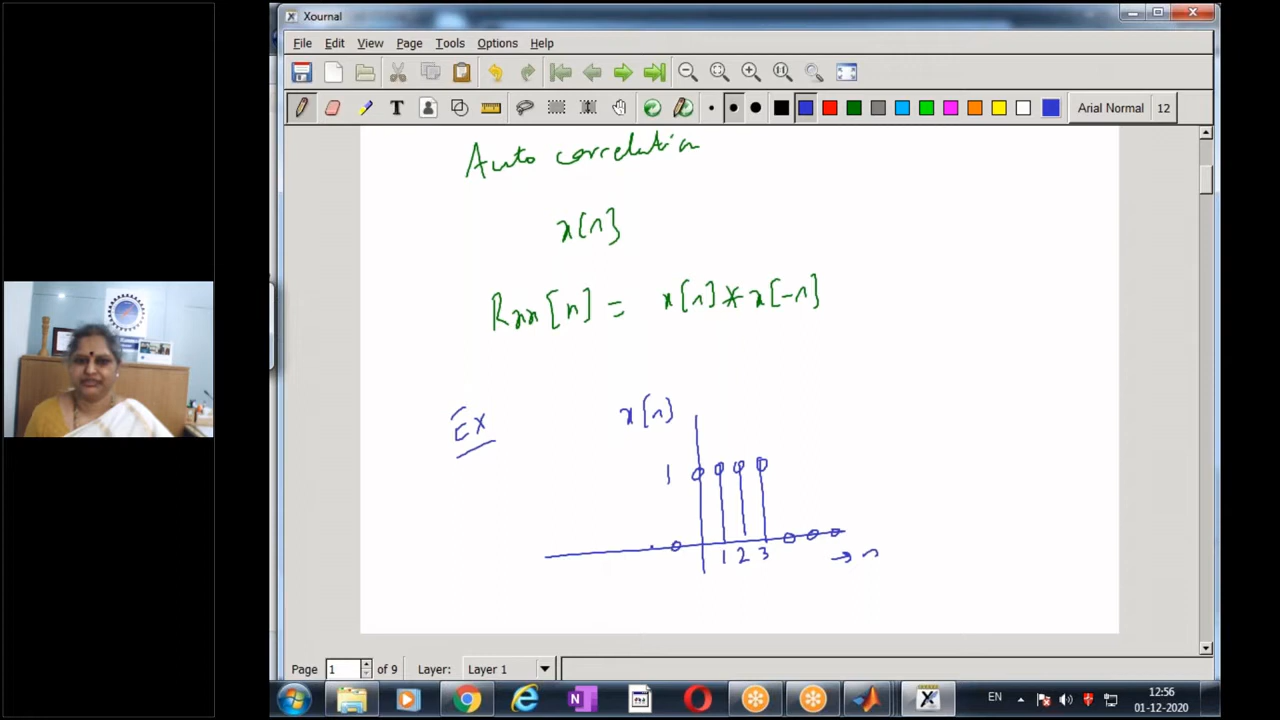 Xournal
File Edit View Page Tools Options Help
Arial Normal 12
Auto correlation
x[n]
Rxx[n] = x[n] * x[-n]
Ex x[n]
1
1 2 3 → n
Page 1 of 9 Layer: Layer 1
EN 12:56
01-12-2020